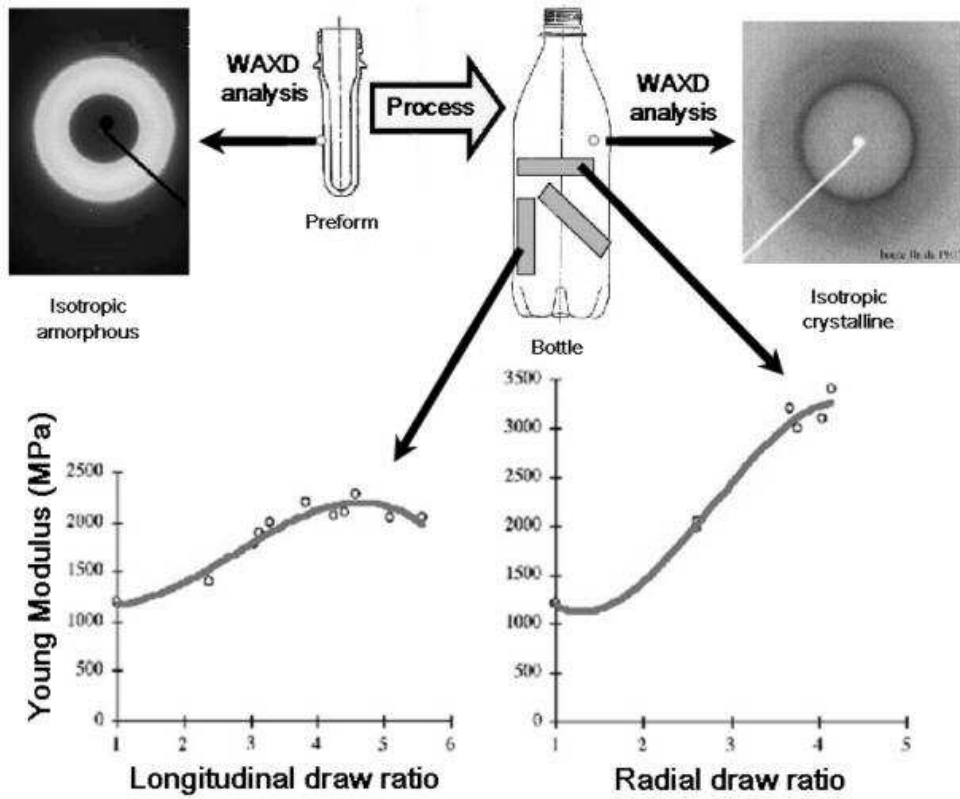 WAXD
analysis
Process
WAXD
analysis
Preform
Isotropic
amorphous
Bottle
Isotropic
crystalline
Young Modulus (MPa)
2500
2000
1500
1000
500
0
1 2 3 4 5 6
Longitudinal draw ratio
3500
3000
2500
2000
1500
1000
500
0
1 2 3 4 5
Radial draw ratio